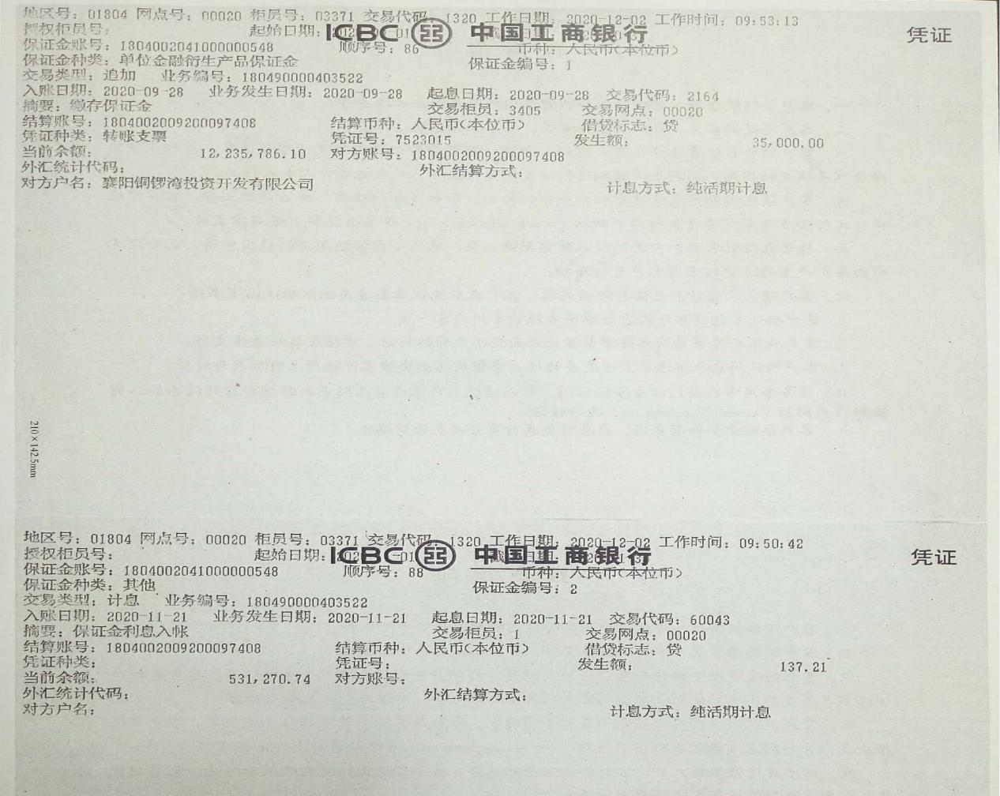 地区号：01804 网点号：00020 柜员号：03371 交易代码：1320 工作日期：2020-12-02 工作时间：09:53:13
授权柜员号： 起始日期： ICBC 中国工商银行 凭证
保证金账号：1804002041000000548 顺序号：86 币种：人民币(本位币)
保证金种类：单位金融衍生产品保证金 保证金编号：1
交易类型：追加 业务编号：180490000403522
入账日期：2020-09-28 业务发生日期：2020-09-28 起息日期：2020-09-28 交易代码：2164
摘要：缴存保证金 交易柜员：3405 交易网点：00020
结算账号：1804002009200097408 结算币种：人民币(本位币) 借贷标志：贷
凭证种类：转账支票 凭证号：7523015 发生额： 35,000.00
当前余额： 12,235,786.10 对方账号：1804002009200097408
外汇统计代码： 外汇结算方式：
对方户名：襄阳铜锣湾投资开发有限公司 计息方式：纯活期计息
210×142.5mm
地区号：01804 网点号：00020 柜员号：03371 交易代码：1320 工作日期：2020-12-02 工作时间：09:50:42
授权柜员号： 起始日期： ICBC 中国工商银行 凭证
保证金账号：1804002041000000548 顺序号：88 币种：人民币(本位币)
保证金种类：其他 保证金编号：2
交易类型：计息 业务编号：180490000403522
入账日期：2020-11-21 业务发生日期：2020-11-21 起息日期：2020-11-21 交易代码：60043
摘要：保证金利息入帐 交易柜员：1 交易网点：00020
结算账号：1804002009200097408 结算币种：人民币(本位币) 借贷标志：贷
凭证种类： 凭证号： 发生额： 137.21
当前余额： 531,270.74 对方账号：
外汇统计代码： 外汇结算方式：
对方户名： 计息方式：纯活期计息